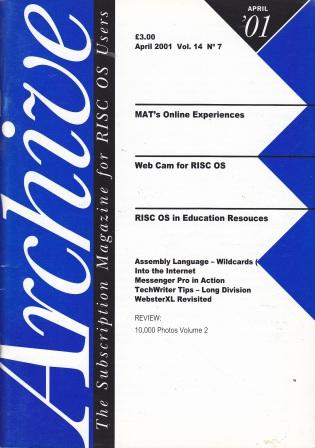 Archive
The Subscription Magazine for RISC OS Users
£3.00
April 2001 Vol. 14 Nº 7
APRIL
'01
MAT's Online Experiences
Web Cam for RISC OS
RISC OS in Education Resouces
Assembly Language – Wildcards (
Into the Internet
Messenger Pro in Action
TechWriter Tips – Long Division
WebsterXL Revisited
REVIEW:
10,000 Photos Volume 2